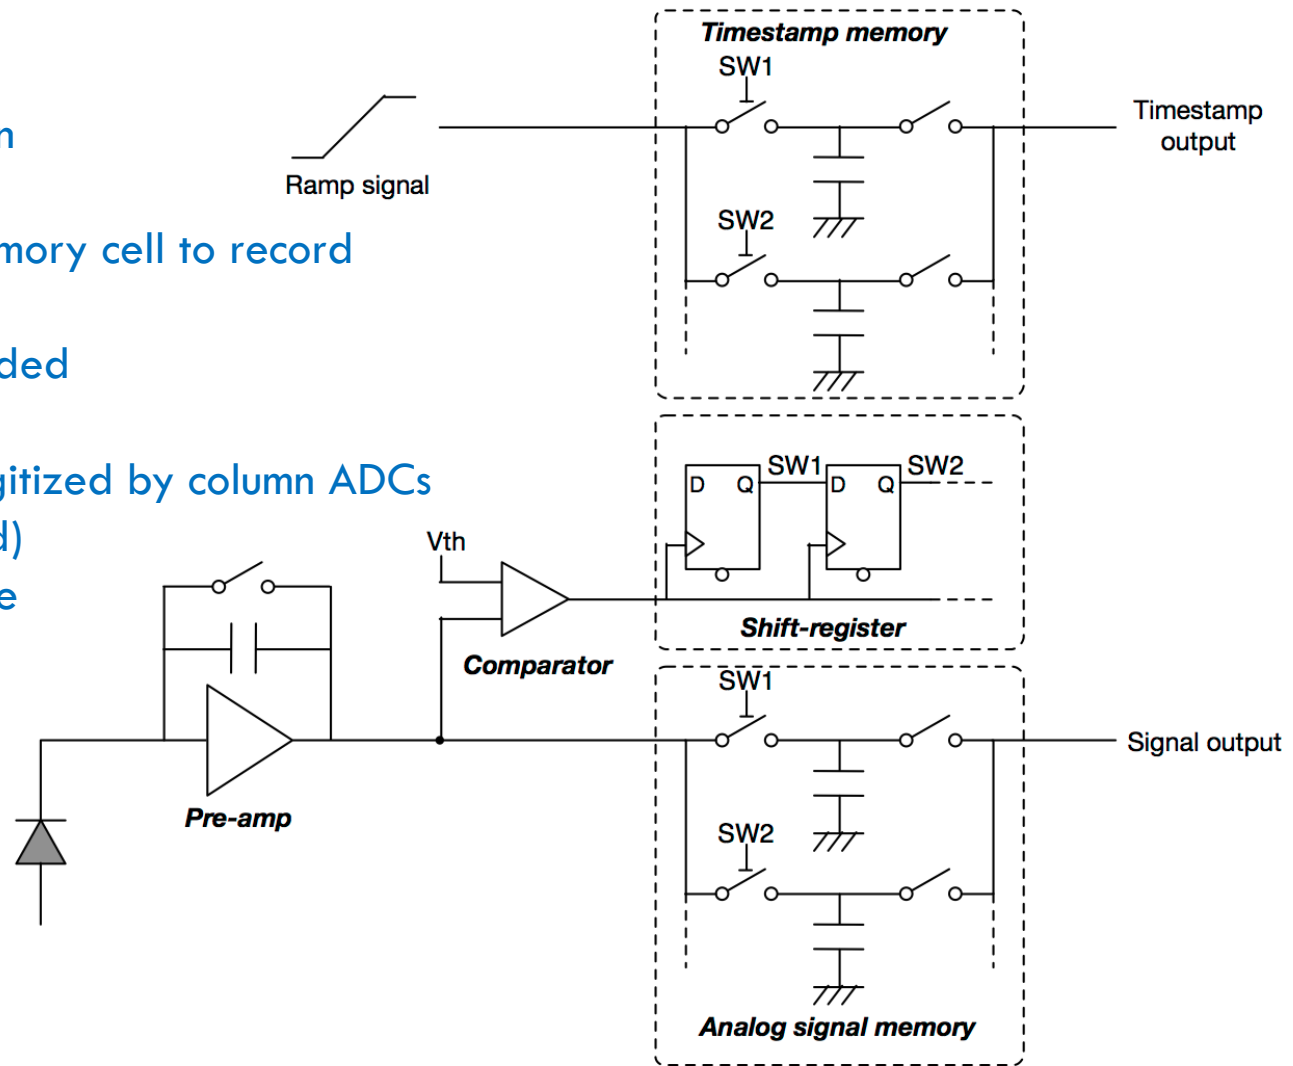 Timestamp memory
SW1
Timestamp
output
Ramp signal
SW2
mory cell to record
ded
gitized by column ADCs
d)
e
SW1
SW2
D Q
D Q
Vth
Shift-register
Comparator
SW1
Signal output
Pre-amp
SW2
Analog signal memory